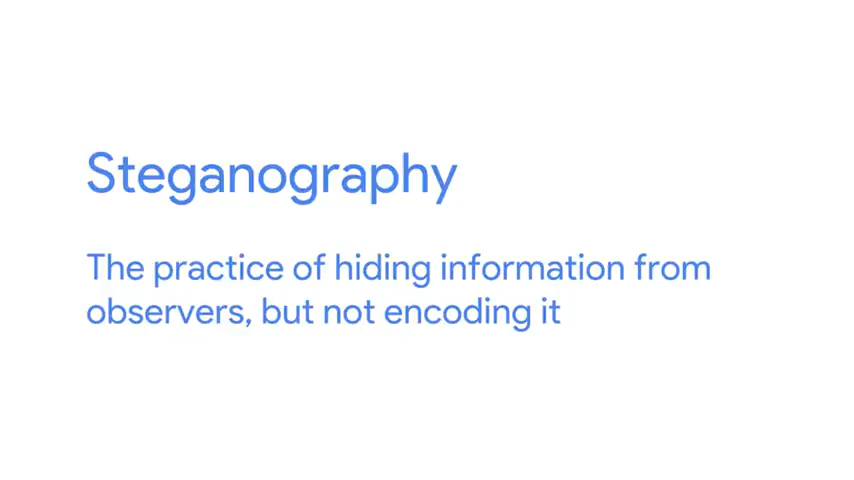 Steganography
The practice of hiding information from
observers, but not encoding it